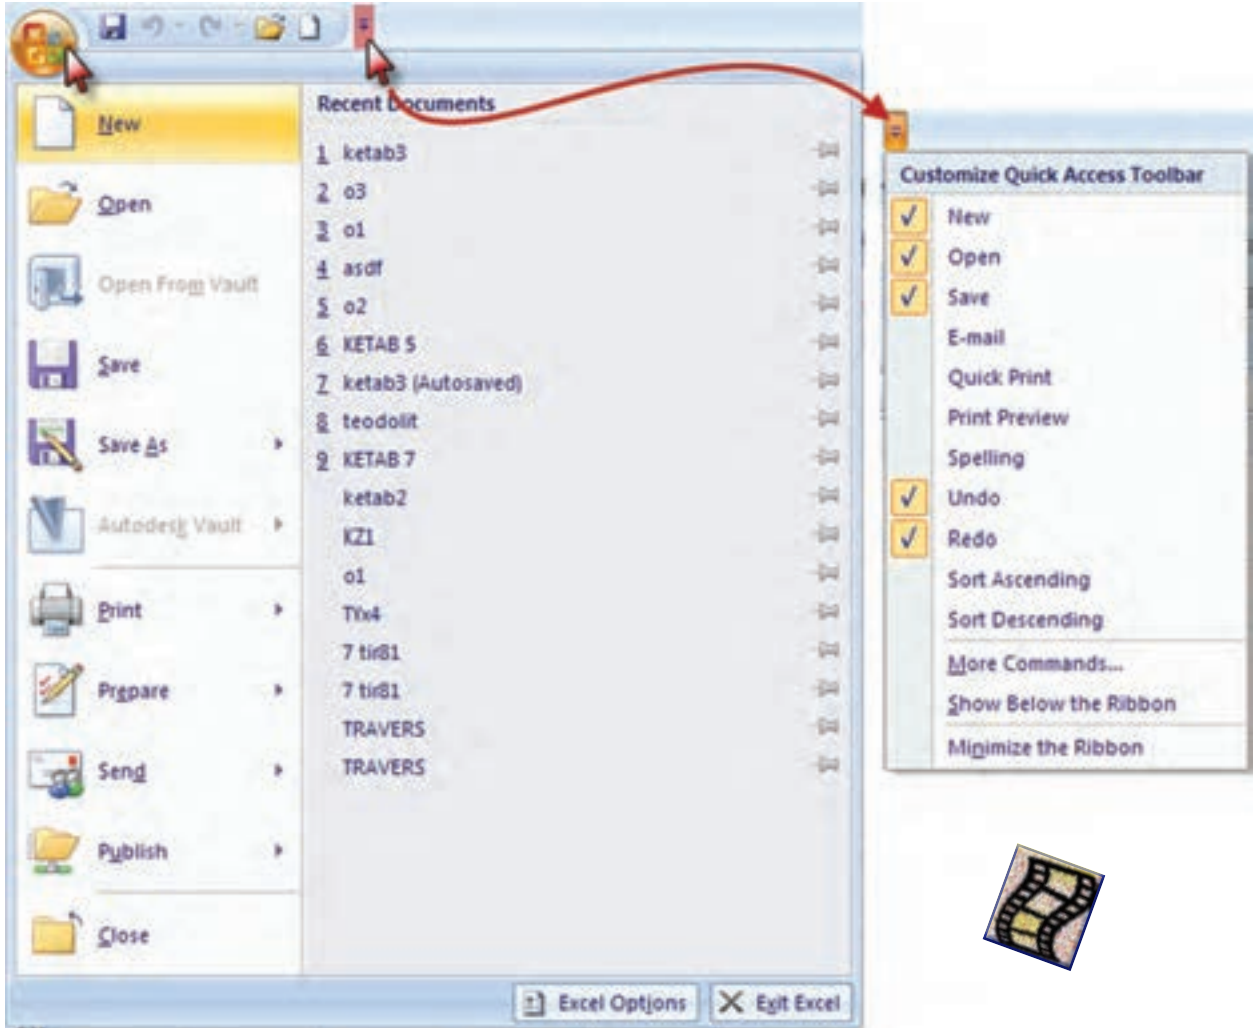 New
Open
Open From Vault
Save
Save As
Autodesk Vault
Print
Prepare
Send
Publish
Close
Recent Documents
1 ketab3
2 o3
3 o1
4 asdf
5 o2
6 KETAB 5
7 ketab3 (Autosaved)
8 teodolit
9 KETAB 7
ketab2
KZ1
o1
TYx4
7 tir81
7 tir81
TRAVERS
TRAVERS
Excel Options
Exit Excel
Customize Quick Access Toolbar
New
Open
Save
E-mail
Quick Print
Print Preview
Spelling
Undo
Redo
Sort Ascending
Sort Descending
More Commands...
Show Below the Ribbon
Minimize the Ribbon